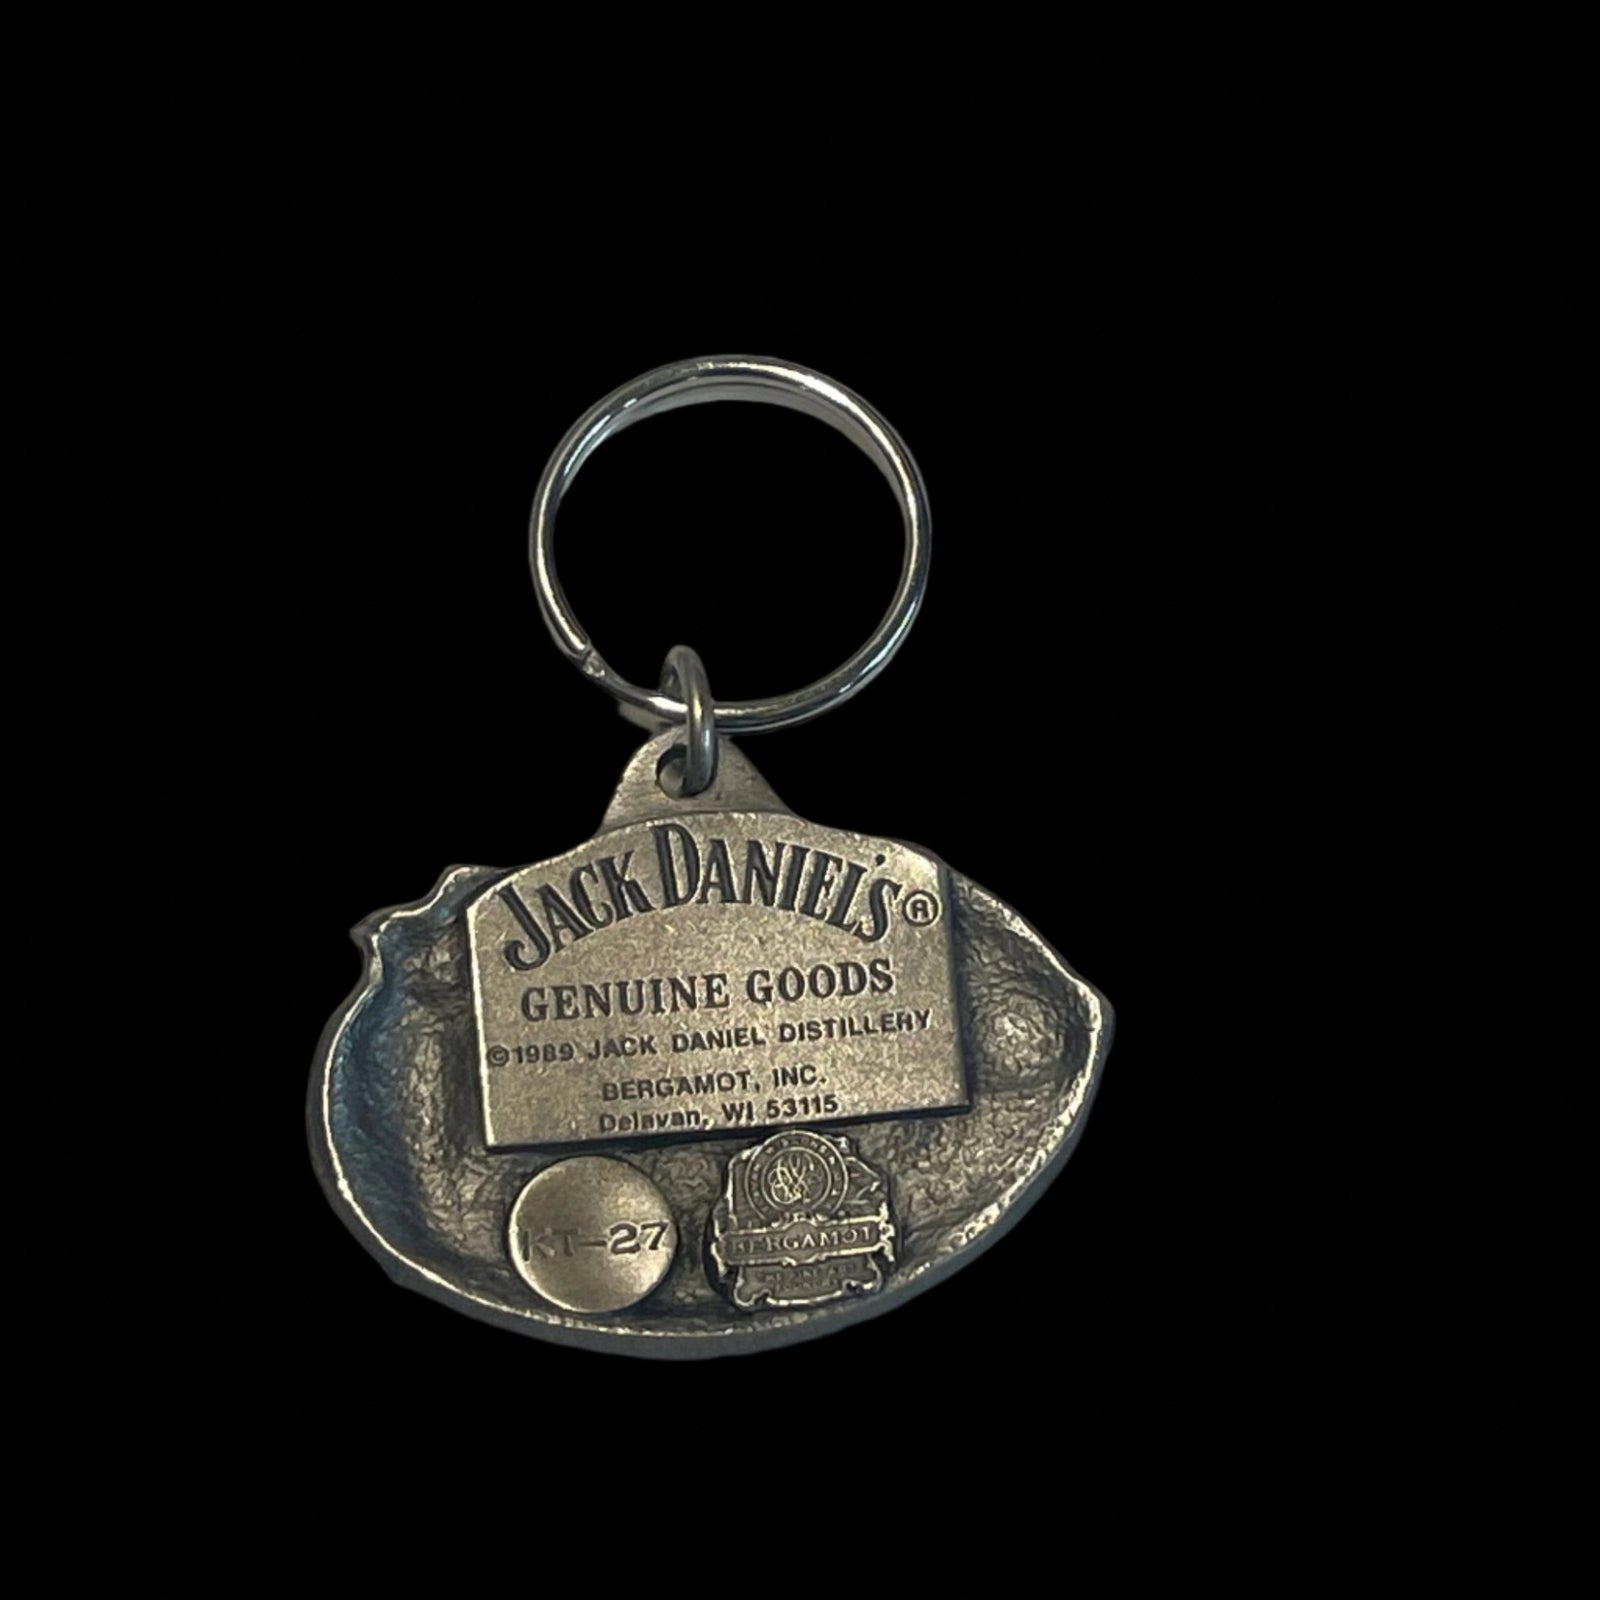 JACK DANIEL'S ®
GENUINE GOODS
©1989 JACK DANIEL DISTILLERY
BERGAMOT, INC.
Delavan, WI 53115
KT-27
BERGAMOT